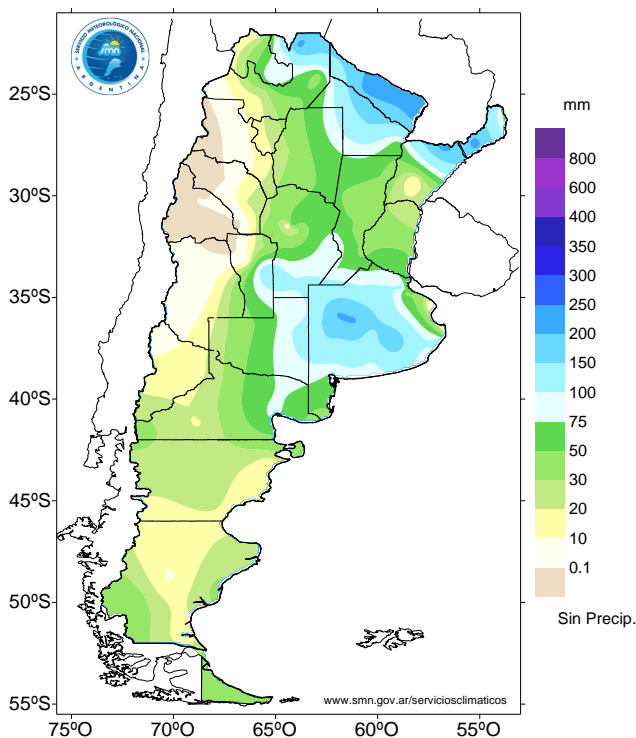 SERVICIO METEOROLÓGICO NACIONAL
smn
ARGENTINA
25ºS
30ºS
35ºS
40ºS
45ºS
50ºS
55ºS
75ºO
70ºO
65ºO
60ºO
55ºO
mm
800
600
400
350
300
250
200
150
100
75
50
30
20
10
0.1
Sin Precip.
www.smn.gov.ar/serviciosclimaticos